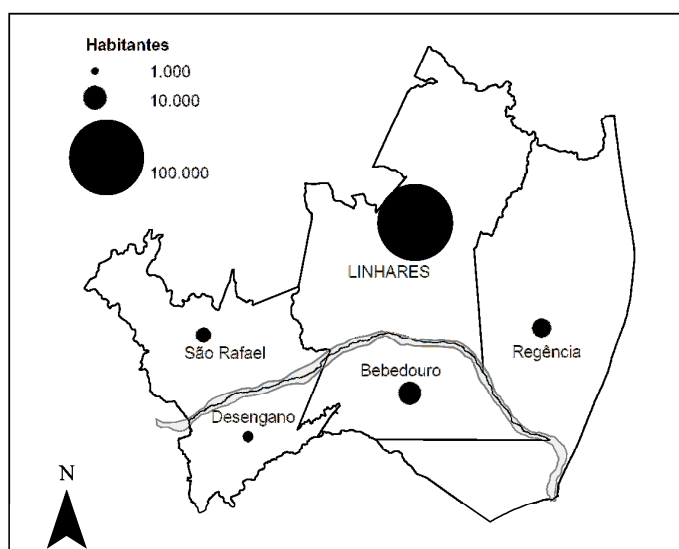 Habitantes
1.000
10.000
100.000
LINHARES
São Rafael
Regência
Bebedouro
Desengano
N